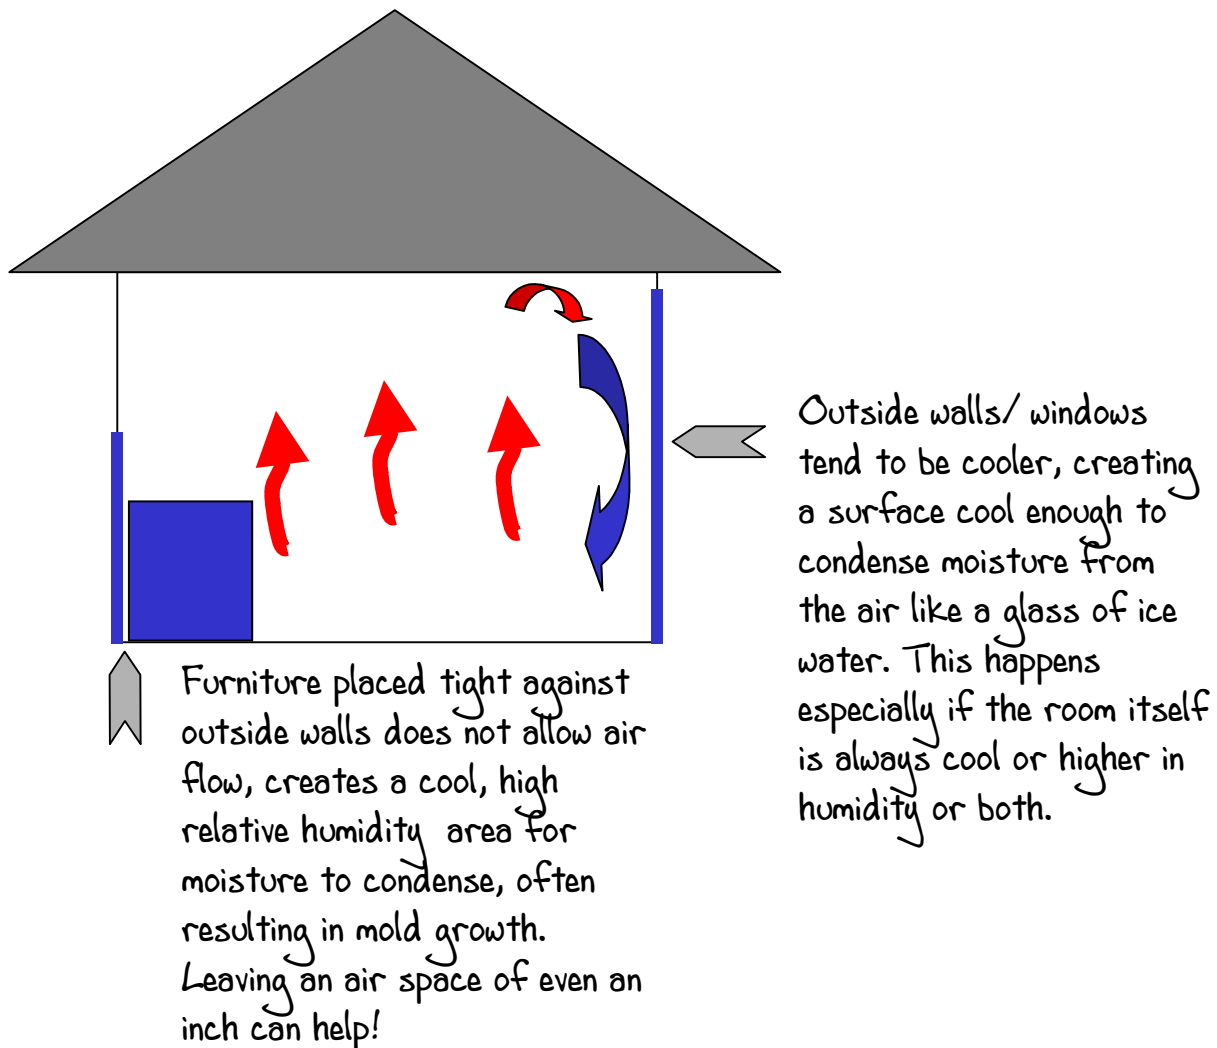 Outside walls/ windows
tend to be cooler, creating
a surface cool enough to
condense moisture from
the air like a glass of ice
water. This happens
especially if the room itself
is always cool or higher in
humidity or both.
Furniture placed tight against
outside walls does not allow air
flow, creates a cool, high
relative humidity  area for
moisture to condense, often
resulting in mold growth.
Leaving an air space of even an
inch can help!